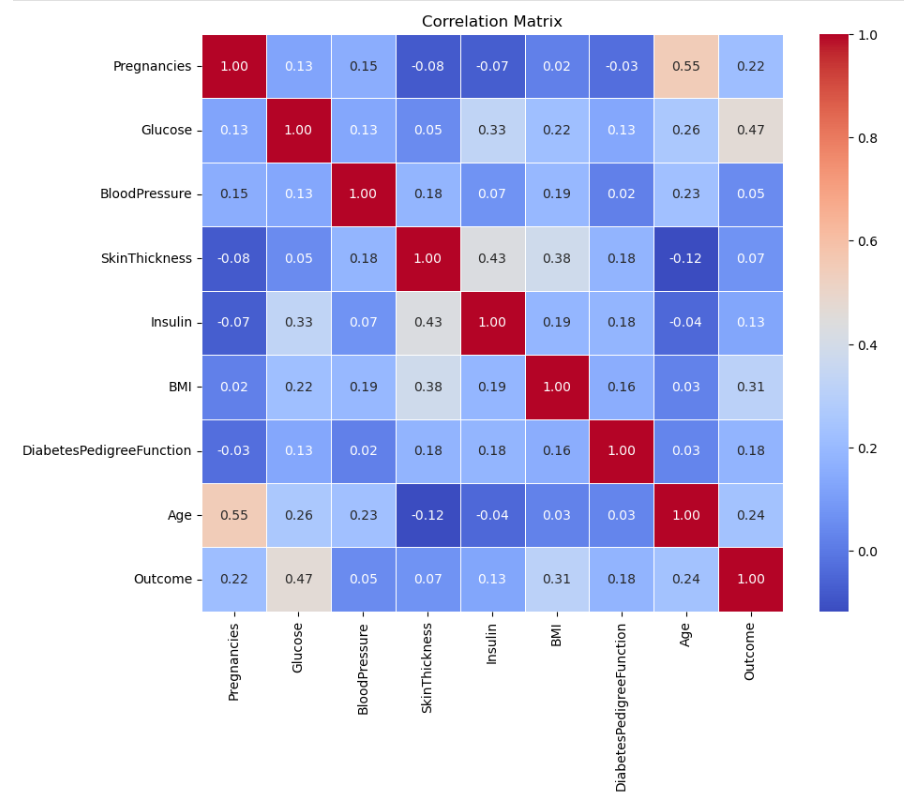 Correlation Matrix
Pregnancies 1.00 0.13 0.15 -0.08 -0.07 0.02 -0.03 0.55 0.22
Glucose 0.13 1.00 0.13 0.05 0.33 0.22 0.13 0.26 0.47
BloodPressure 0.15 0.13 1.00 0.18 0.07 0.19 0.02 0.23 0.05
SkinThickness -0.08 0.05 0.18 1.00 0.43 0.38 0.18 -0.12 0.07
Insulin -0.07 0.33 0.07 0.43 1.00 0.19 0.18 -0.04 0.13
BMI 0.02 0.22 0.19 0.38 0.19 1.00 0.16 0.03 0.31
DiabetesPedigreeFunction -0.03 0.13 0.02 0.18 0.18 0.16 1.00 0.03 0.18
Age 0.55 0.26 0.23 -0.12 -0.04 0.03 0.03 1.00 0.24
Outcome 0.22 0.47 0.05 0.07 0.13 0.31 0.18 0.24 1.00
Pregnancies
Glucose
BloodPressure
SkinThickness
Insulin
BMI
DiabetesPedigreeFunction
Age
Outcome
1.0
0.8
0.6
0.4
0.2
0.0